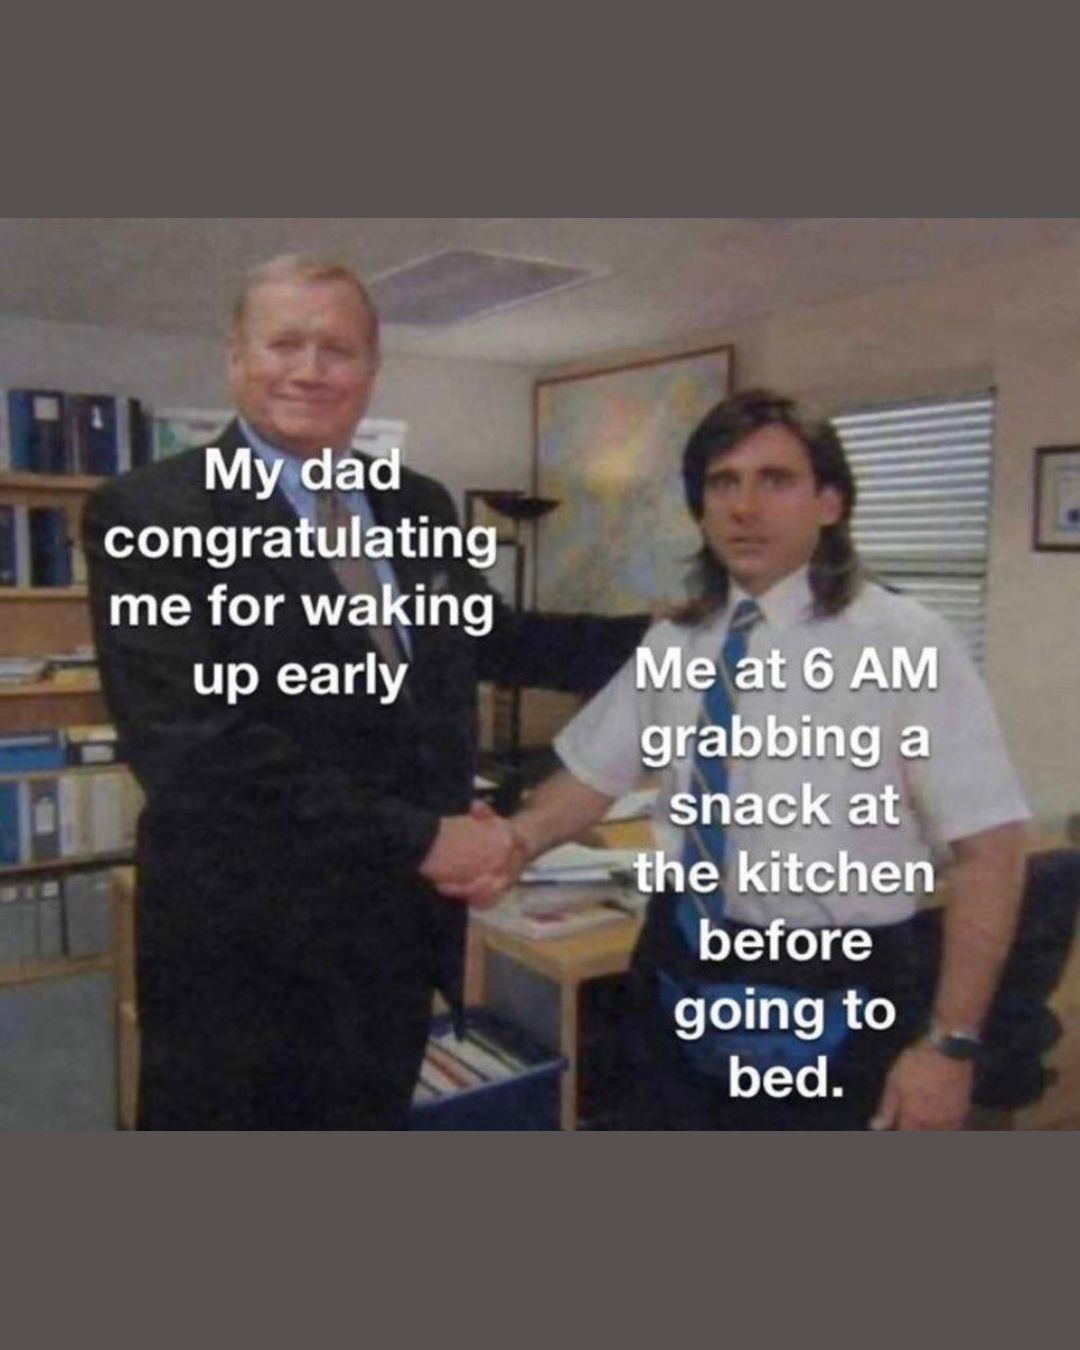 My dad
congratulating
me for waking
up early
Me at 6 AM
grabbing a
snack at
the kitchen
before
going to
bed.